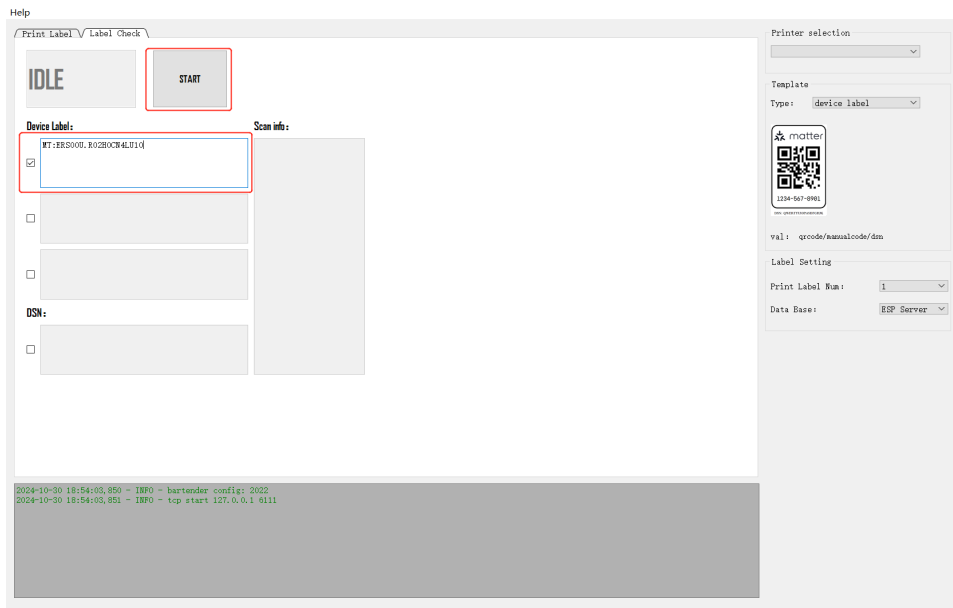 Help
Print Label
Label Check
IDLE
START
Device Label:
Scan info:
MT:ERS00U.R02H0CN4LU10
DSN:
2024-10-30 18:54:03,850 - INFO - bartender config: 2022
2024-10-30 18:54:03,851 - INFO - tcp start 127.0.0.1 6111
Printer selection
Template
Type: device label
matter
1234-567-8901
val: qrcode/manualcode/dsn
Label Setting
Print Label Num: 1
Data Base: ESP Server